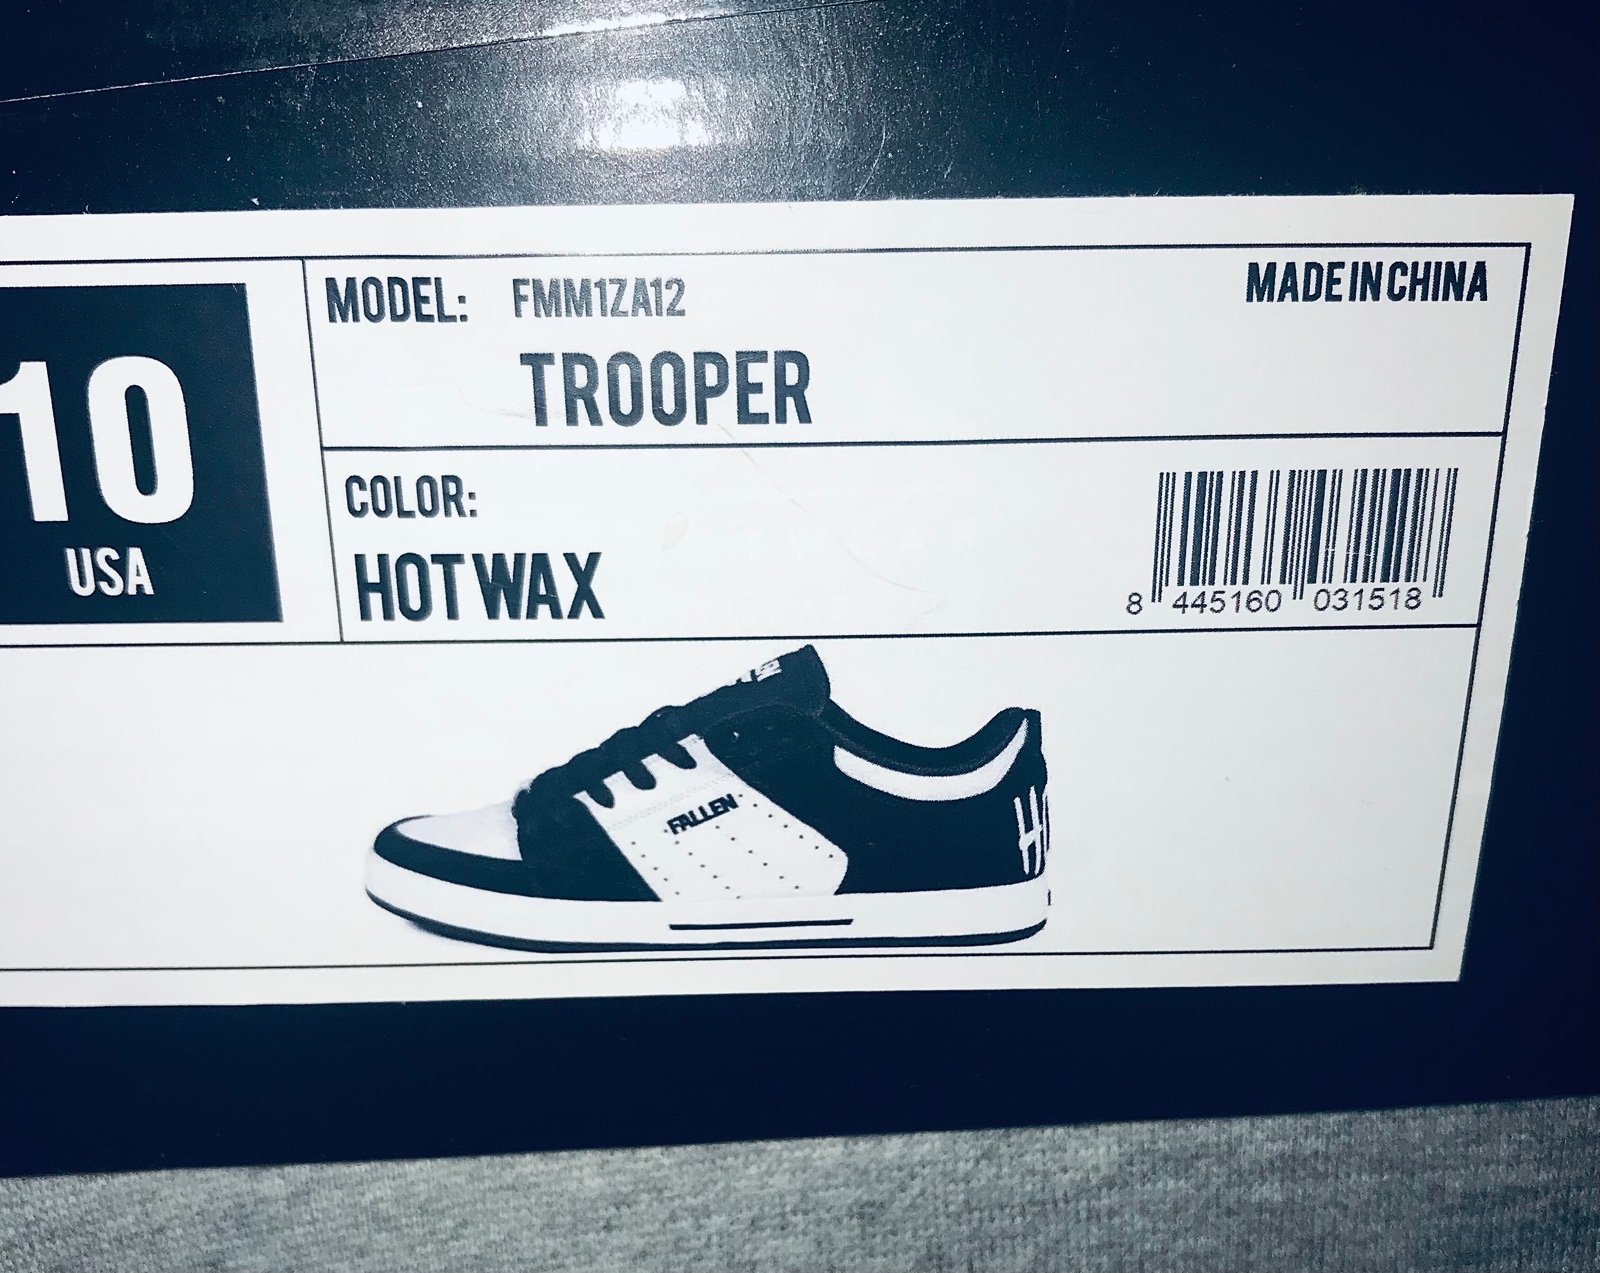 10
USA
MODEL: FMM1ZA12
TROOPER
MADE IN CHINA
COLOR:
HOT WAX
8 445160 031518
FALLEN